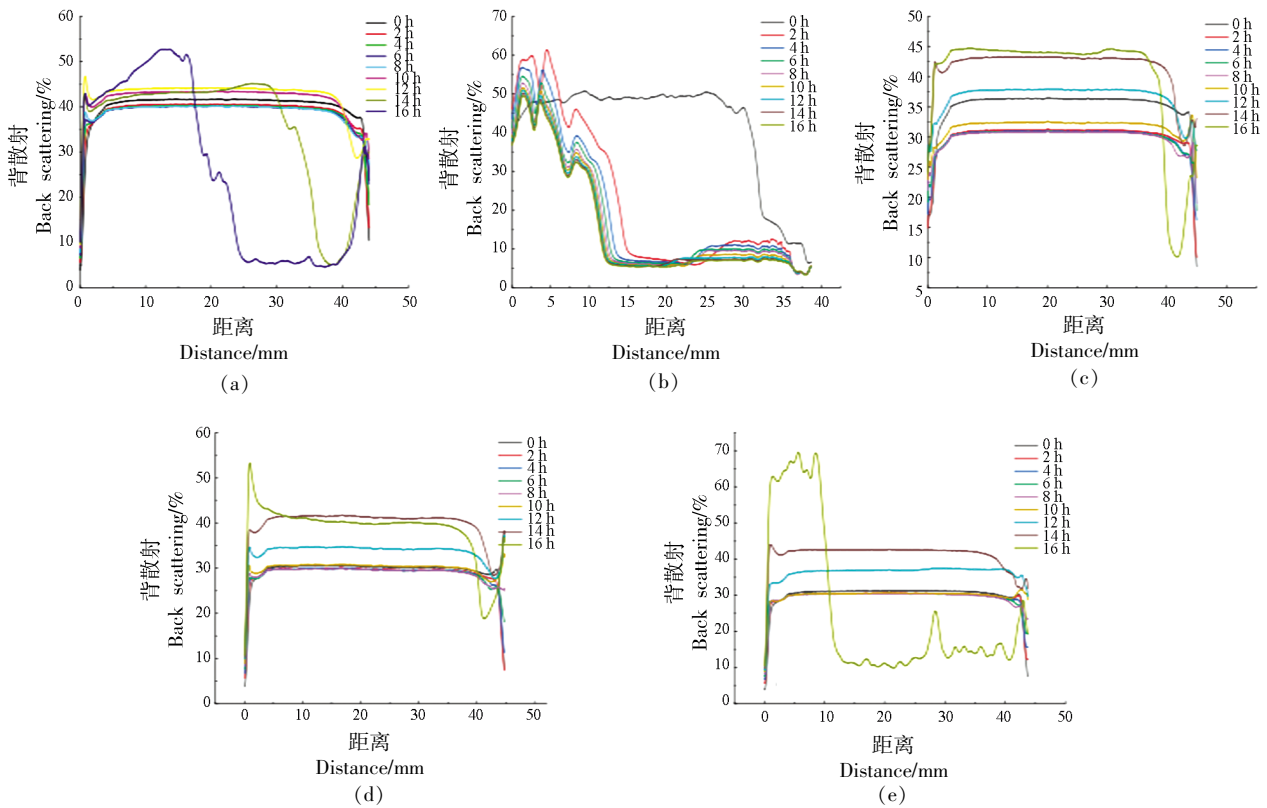 60
50
40
30
20
10
0
背散射
Back scattering/%
0 h
2 h
4 h
6 h
8 h
10 h
12 h
14 h
16 h
0 10 20 30 40 50
距离
Distance/mm
(a)
70
60
50
40
30
20
10
0
背散射
Back scattering/%
0 h
2 h
4 h
6 h
8 h
10 h
12 h
14 h
16 h
0 5 10 15 20 25 30 35 40
距离
Distance/mm
(b)
50
45
40
35
30
25
20
15
10
5
背散射
Back scattering/%
0 h
2 h
4 h
6 h
8 h
10 h
12 h
14 h
16 h
0 10 20 30 40 50
距离
Distance/mm
(c)
60
50
40
30
20
10
0
背散射
Back scattering/%
0 h
2 h
4 h
6 h
8 h
10 h
12 h
14 h
16 h
0 10 20 30 40 50
距离
Distance/mm
(d)
70
60
50
40
30
20
10
0
背散射
Back scattering/%
0 h
2 h
4 h
6 h
8 h
10 h
12 h
14 h
16 h
0 10 20 30 40 50
距离
Distance/mm
(e)